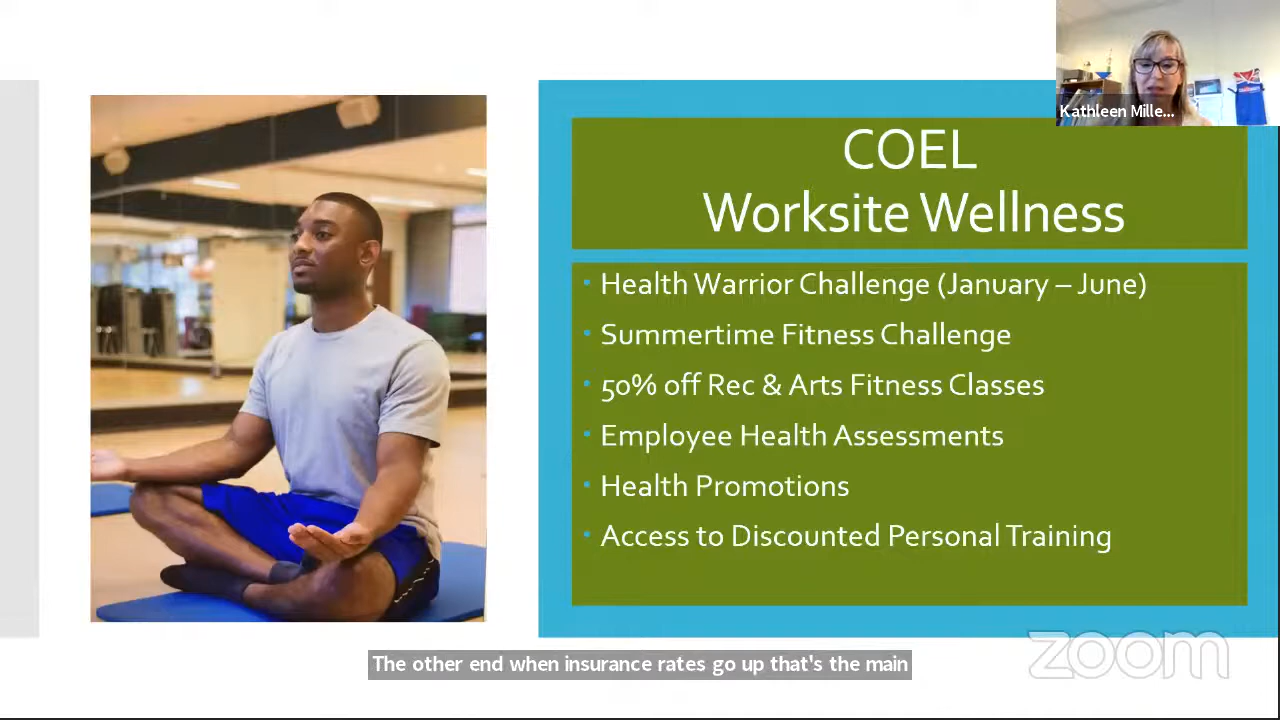 Kathleen Mille...
COEL
Worksite Wellness
• Health Warrior Challenge (January – June)
• Summertime Fitness Challenge
• 50% off Rec & Arts Fitness Classes
• Employee Health Assessments
• Health Promotions
• Access to Discounted Personal Training
The other end when insurance rates go up that's the main
zoom